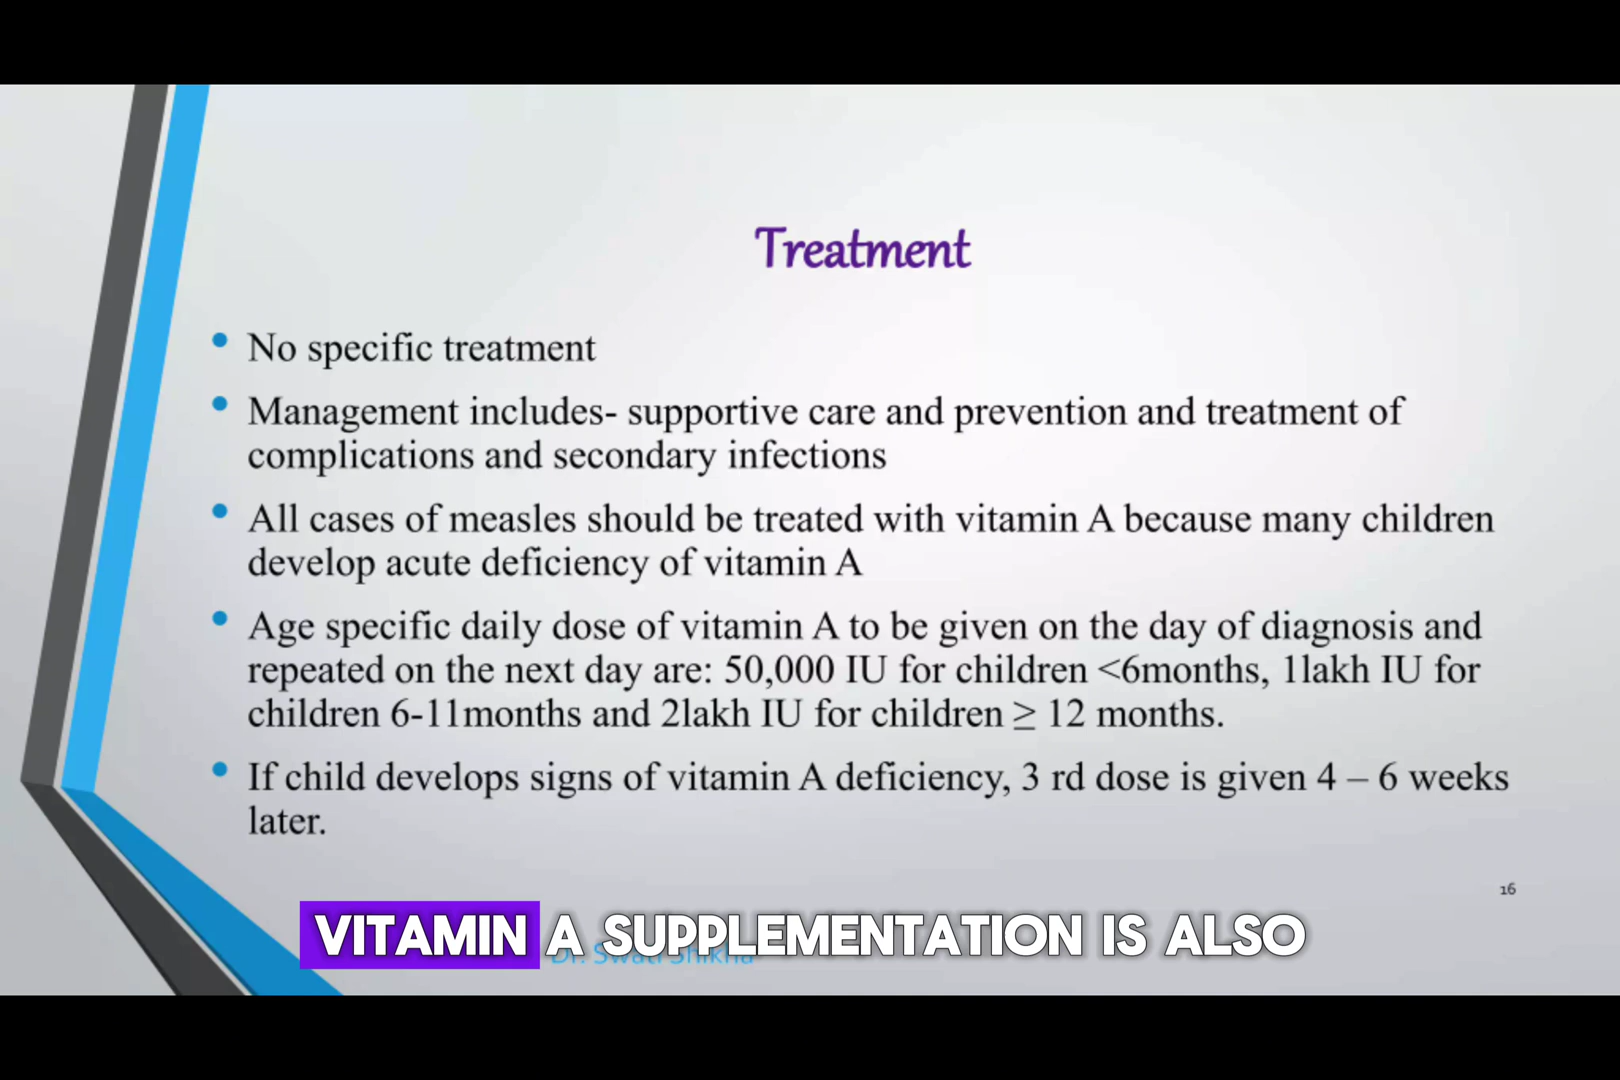 Treatment
• No specific treatment
• Management includes- supportive care and prevention and treatment of
complications and secondary infections
• All cases of measles should be treated with vitamin A because many children
develop acute deficiency of vitamin A
• Age specific daily dose of vitamin A to be given on the day of diagnosis and
repeated on the next day are: 50,000 IU for children <6months, 1lakh IU for
children 6-11months and 2lakh IU for children ≥ 12 months.
• If child develops signs of vitamin A deficiency, 3 rd dose is given 4 – 6 weeks
later.
16
VITAMIN A SUPPLEMENTATION IS ALSO
Dr. Swati Shikha